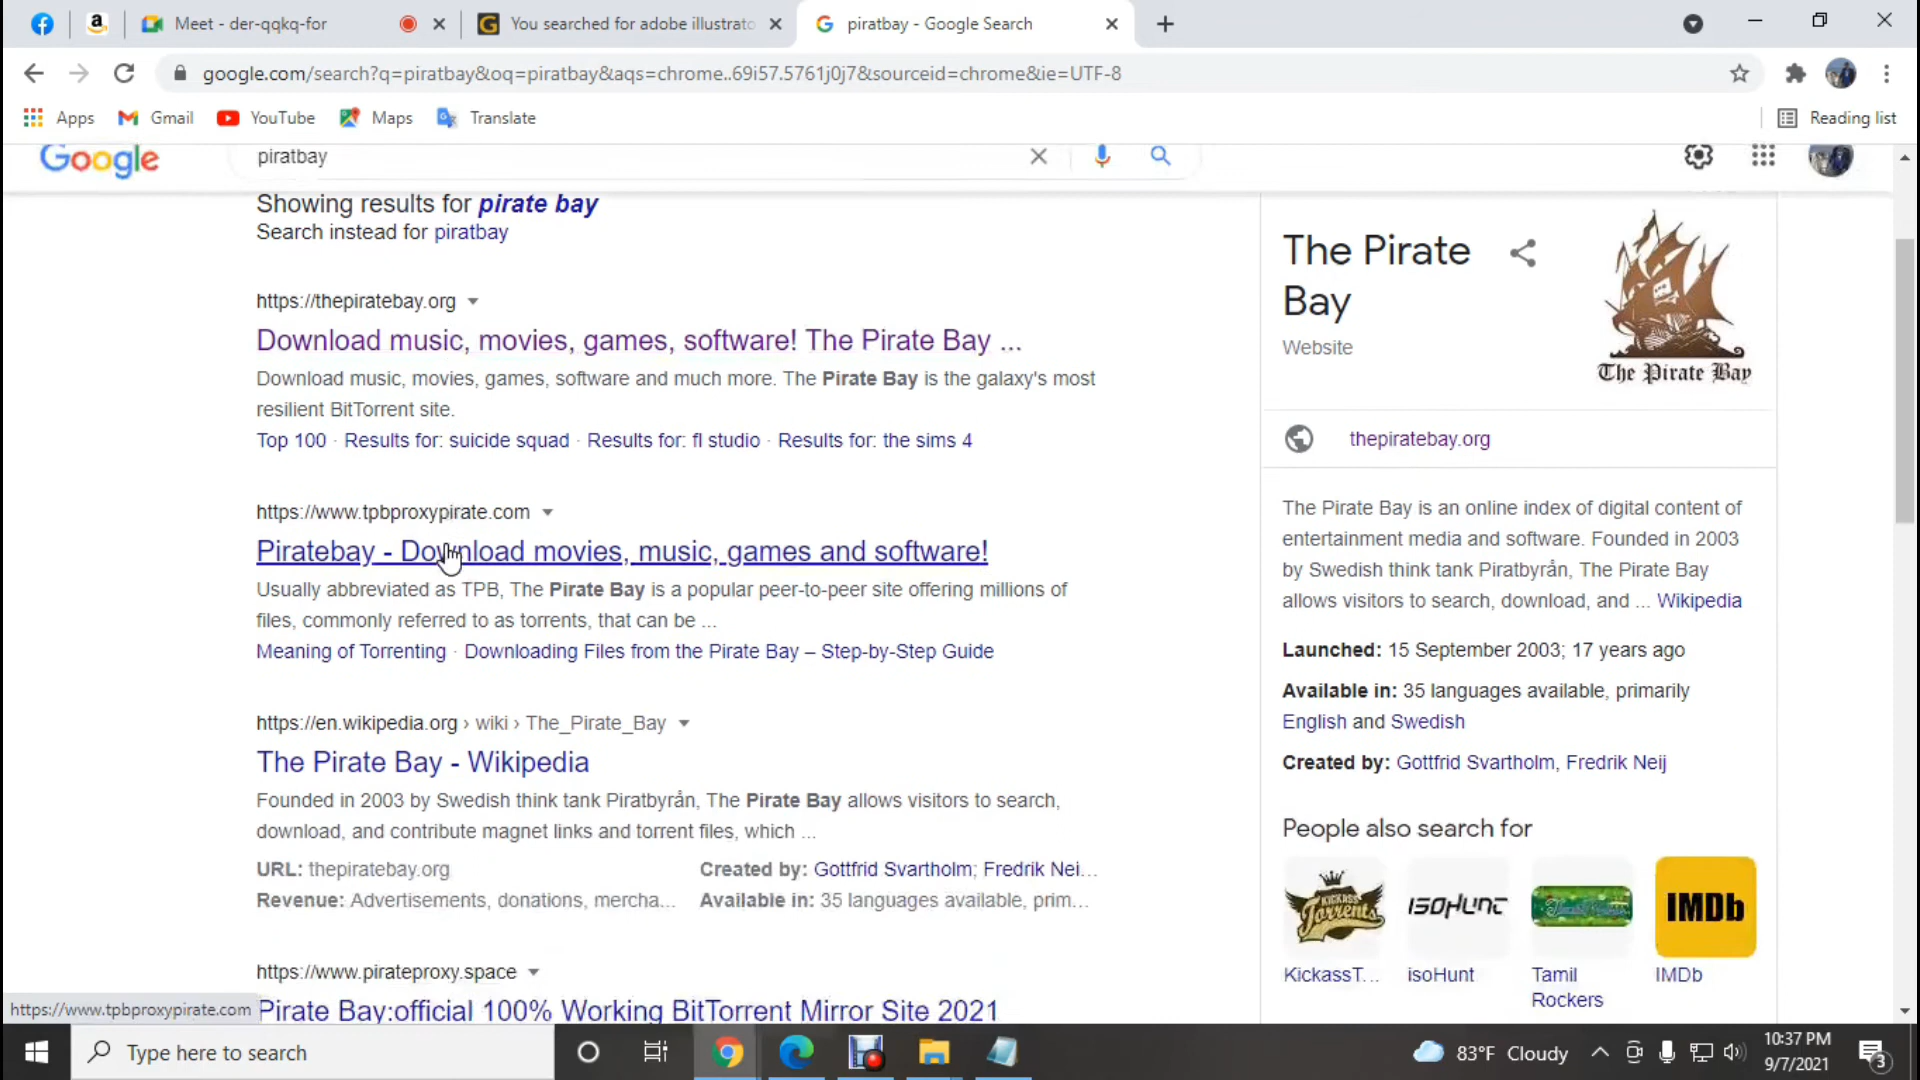 Meet - der-qqkq-for
You searched for adobe illustrato
piratbay - Google Search
google.com/search?q=piratbay&oq=piratbay&aqs=chrome..69i57.5761j0j7&sourceid=chrome&ie=UTF-8
Apps Gmail YouTube Maps Translate Reading list
Google piratbay
Showing results for pirate bay
Search instead for piratbay
https://thepiratebay.org
Download music, movies, games, software! The Pirate Bay ...
Download music, movies, games, software and much more. The Pirate Bay is the galaxy's most
resilient BitTorrent site.
Top 100 · Results for: suicide squad · Results for: fl studio · Results for: the sims 4
https://www.tpbproxypirate.com
Piratebay - Download movies, music, games and software!
Usually abbreviated as TPB, The Pirate Bay is a popular peer-to-peer site offering millions of
files, commonly referred to as torrents, that can be ...
Meaning of Torrenting · Downloading Files from the Pirate Bay – Step-by-Step Guide
https://en.wikipedia.org › wiki › The_Pirate_Bay
The Pirate Bay - Wikipedia
Founded in 2003 by Swedish think tank Piratbyrån, The Pirate Bay allows visitors to search,
download, and contribute magnet links and torrent files, which ...
URL: thepiratebay.org Created by: Gottfrid Svartholm; Fredrik Nei...
Revenue: Advertisements, donations, mercha... Available in: 35 languages available, prim...
https://www.pirateproxy.space
Pirate Bay:official 100% Working BitTorrent Mirror Site 2021
https://www.tpbproxypirate.com
The Pirate
Bay
Website
The Pirate Bay
thepiratebay.org
The Pirate Bay is an online index of digital content of
entertainment media and software. Founded in 2003
by Swedish think tank Piratbyrån, The Pirate Bay
allows visitors to search, download, and ... Wikipedia
Launched: 15 September 2003; 17 years ago
Available in: 35 languages available, primarily
English and Swedish
Created by: Gottfrid Svartholm, Fredrik Neij
People also search for
KICKASS
Torrents
ISOHUNT
IMDb
KickassT...
isoHunt
Tamil
Rockers
IMDb
Type here to search
83°F Cloudy
10:37 PM
9/7/2021
3